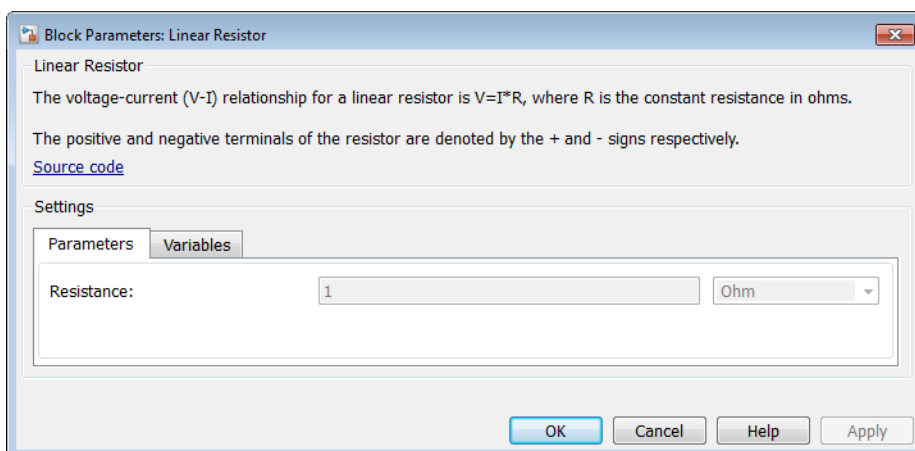 Block Parameters: Linear Resistor
Linear Resistor
The voltage-current (V-I) relationship for a linear resistor is V=I*R, where R is the constant resistance in ohms.
The positive and negative terminals of the resistor are denoted by the + and - signs respectively.
Source code
Settings
Parameters Variables
Resistance: 1 Ohm
OK Cancel Help Apply